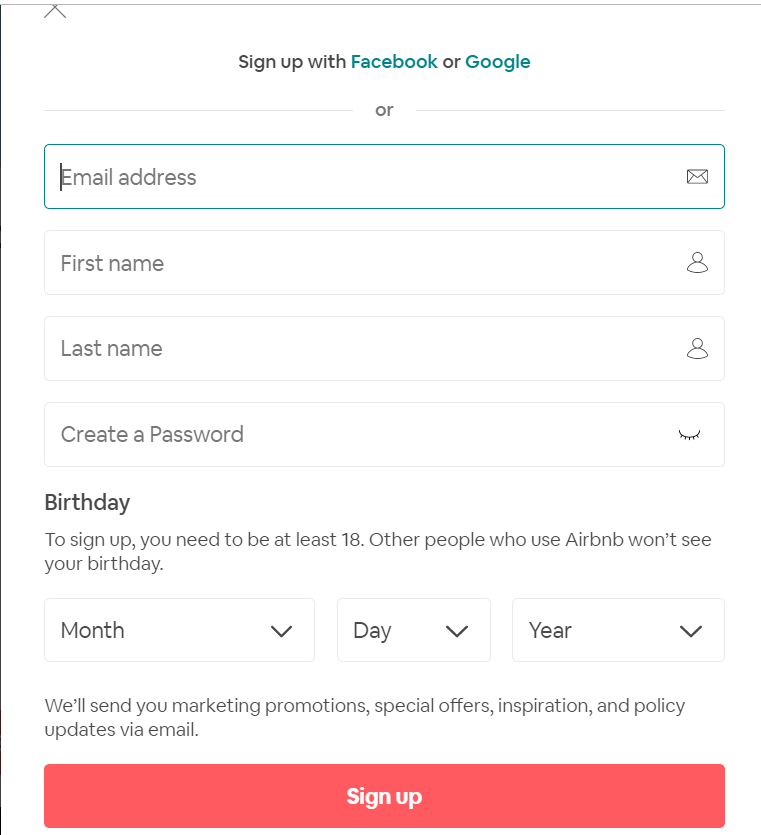 Sign up with Facebook or Google
or
Email address
First name
Last name
Create a Password
Birthday
To sign up, you need to be at least 18. Other people who use Airbnb won’t see
your birthday.
Month Day Year
We’ll send you marketing promotions, special offers, inspiration, and policy
updates via email.
Sign up